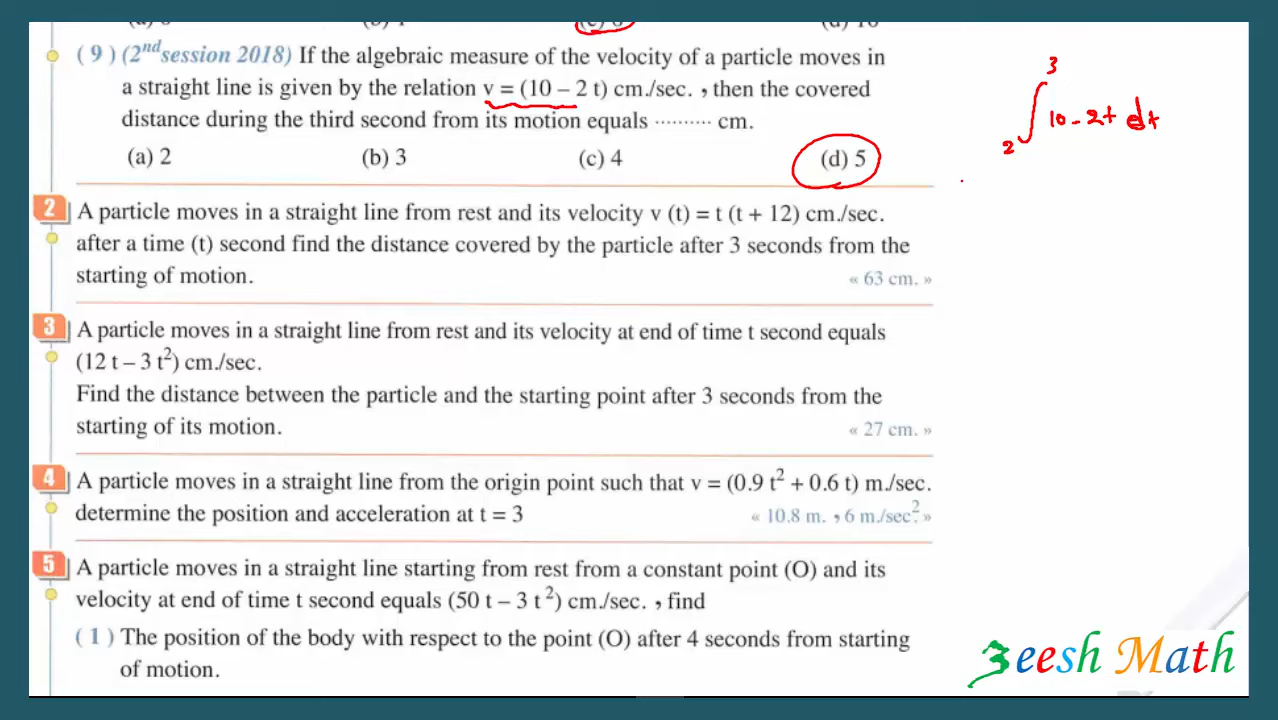 ( 9 ) (2nd session 2018) If the algebraic measure of the velocity of a particle moves in
a straight line is given by the relation v = (10 – 2 t) cm./sec. , then the covered
distance during the third second from its motion equals ·········· cm.
(a) 2 (b) 3 (c) 4 (d) 5
3
∫ 10 - 2t dt
2
2 A particle moves in a straight line from rest and its velocity v (t) = t (t + 12) cm./sec.
after a time (t) second find the distance covered by the particle after 3 seconds from the
starting of motion. « 63 cm. »
3 A particle moves in a straight line from rest and its velocity at end of time t second equals
(12 t – 3 t²) cm./sec.
Find the distance between the particle and the starting point after 3 seconds from the
starting of its motion. « 27 cm. »
4 A particle moves in a straight line from the origin point such that v = (0.9 t² + 0.6 t) m./sec.
determine the position and acceleration at t = 3 « 10.8 m. , 6 m./sec² »
5 A particle moves in a straight line starting from rest from a constant point (O) and its
velocity at end of time t second equals (50 t – 3 t²) cm./sec. , find
( 1 ) The position of the body with respect to the point (O) after 4 seconds from starting
of motion.
Zeesh Math